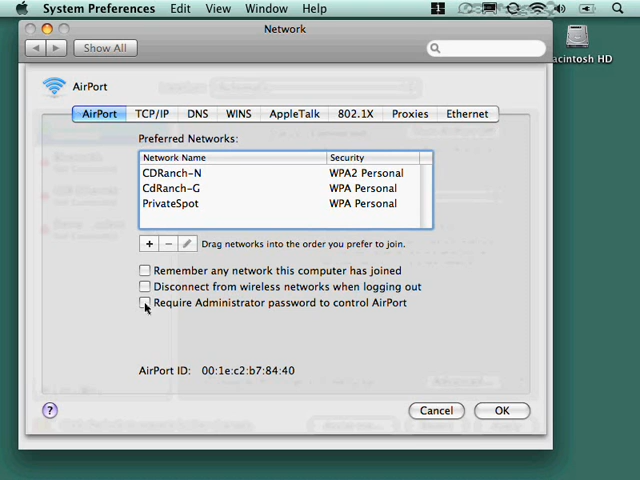 System Preferences Edit View Window Help 1
Network
Show All
acintosh HD
AirPort
AirPort TCP/IP DNS WINS AppleTalk 802.1X Proxies Ethernet
Preferred Networks:
Network Name Security
CDRanch-N WPA2 Personal
CdRanch-G WPA Personal
PrivateSpot WPA Personal
+ − Drag networks into the order you prefer to join.
Remember any network this computer has joined
Disconnect from wireless networks when logging out
Require Administrator password to control AirPort
AirPort ID: 00:1e:c2:b7:84:40
? Cancel OK